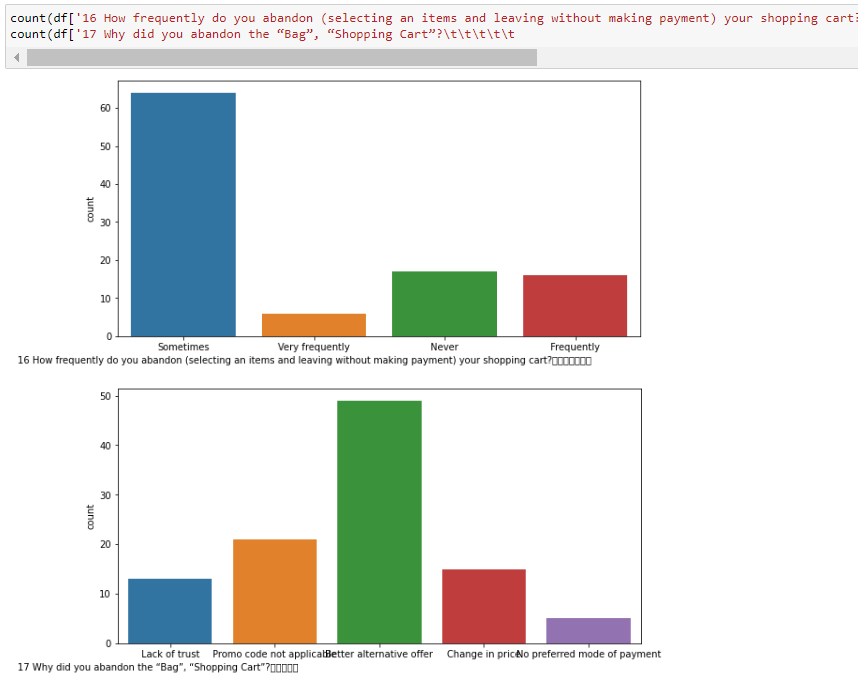 count(df['16 How frequently do you abandon (selecting an items and leaving without making payment) your shopping cart?
count(df['17 Why did you abandon the “Bag”, “Shopping Cart”?\t\t\t\t\t
60
50
40
30
20
10
0
count
Sometimes Very frequently Never Frequently
16 How frequently do you abandon (selecting an items and leaving without making payment) your shopping cart?□□□□□□□
50
40
30
20
10
0
count
Lack of trust Promo code not applicable Better alternative offer Change in price No preferred mode of payment
17 Why did you abandon the “Bag”, “Shopping Cart”?□□□□□